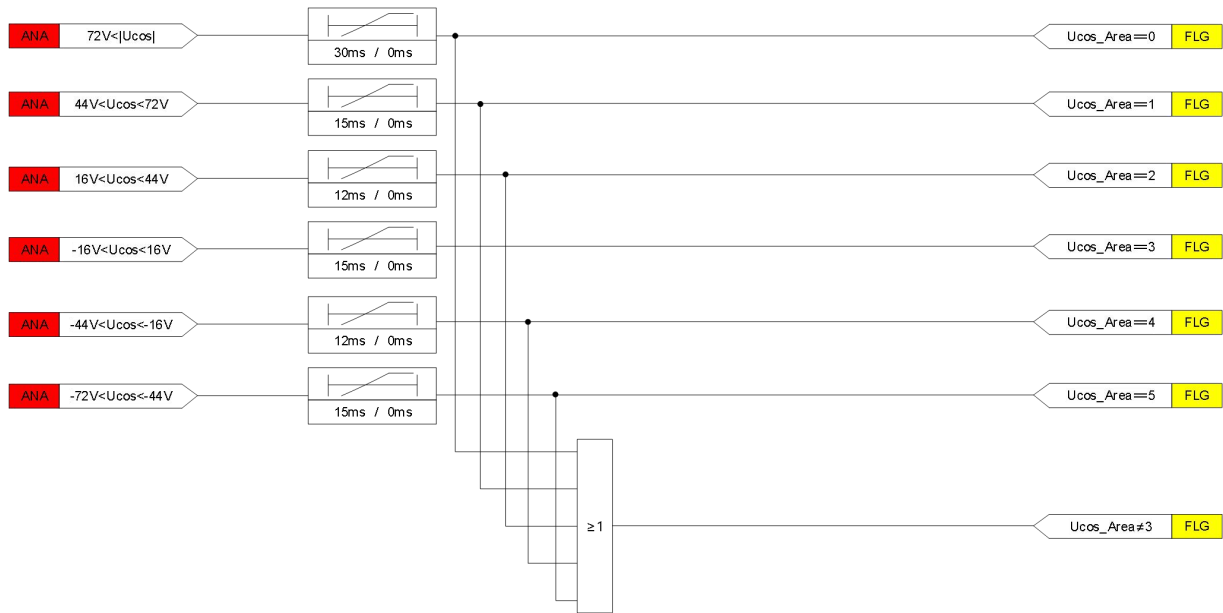 ANA 72V<|Ucos| 30ms / 0ms Ucos_Area==0 FLG
ANA 44V<Ucos<72V 15ms / 0ms Ucos_Area==1 FLG
ANA 16V<Ucos<44V 12ms / 0ms Ucos_Area==2 FLG
ANA -16V<Ucos<16V 15ms / 0ms Ucos_Area==3 FLG
ANA -44V<Ucos<-16V 12ms / 0ms Ucos_Area==4 FLG
ANA -72V<Ucos<-44V 15ms / 0ms Ucos_Area==5 FLG
≥1 Ucos_Area≠3 FLG